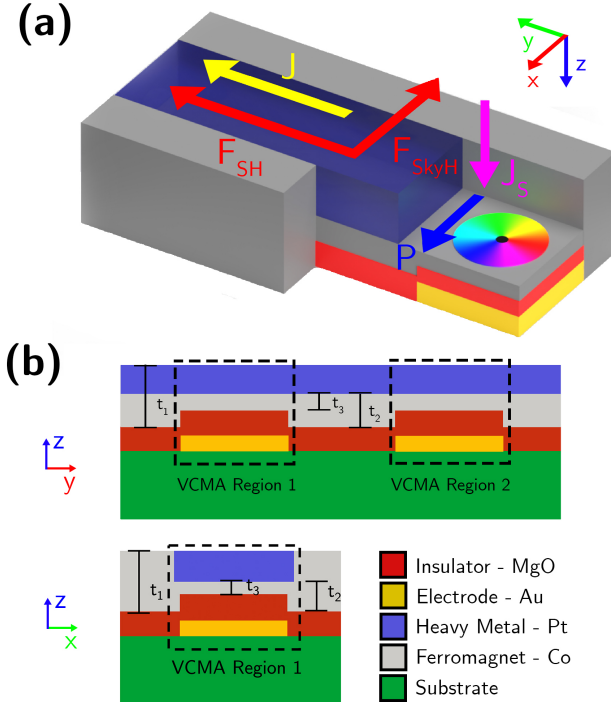 (a)
y
x
z
J
F_SH
F_SkyH
J_S
P
(b)
z
y
t_1
t_3
t_2
VCMA Region 1
VCMA Region 2
z
x
t_1
t_3
t_2
VCMA Region 1
Insulator - MgO
Electrode - Au
Heavy Metal - Pt
Ferromagnet - Co
Substrate